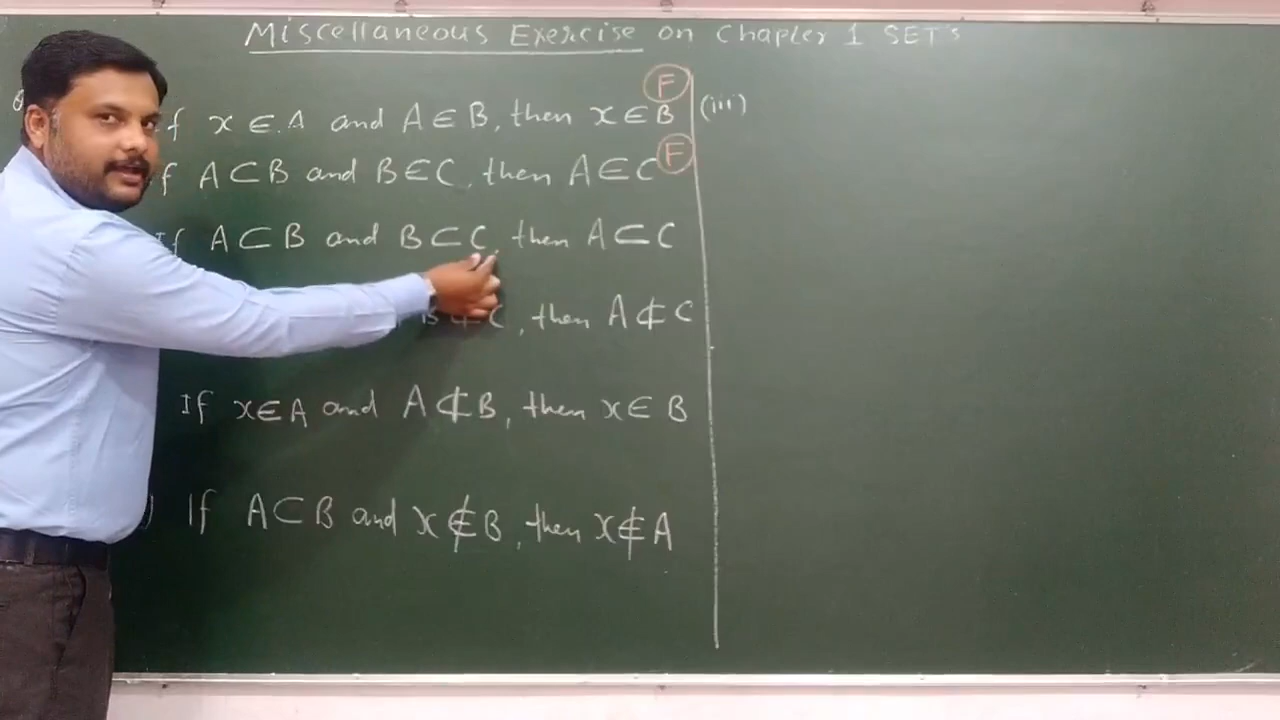 Miscellaneous Exercise on Chapter 1 SETS
f x ∈ A and A ∈ B, then x ∈ B F
f A ⊂ B and B ∈ C, then A ∈ C F
If A ⊂ B and B ⊂ C, then A ⊂ C
B ⊄ C, then A ⊄ C
If x ∈ A and A ⊄ B, then x ∈ B
) If A ⊂ B and x ∉ B, then x ∉ A
(iii)